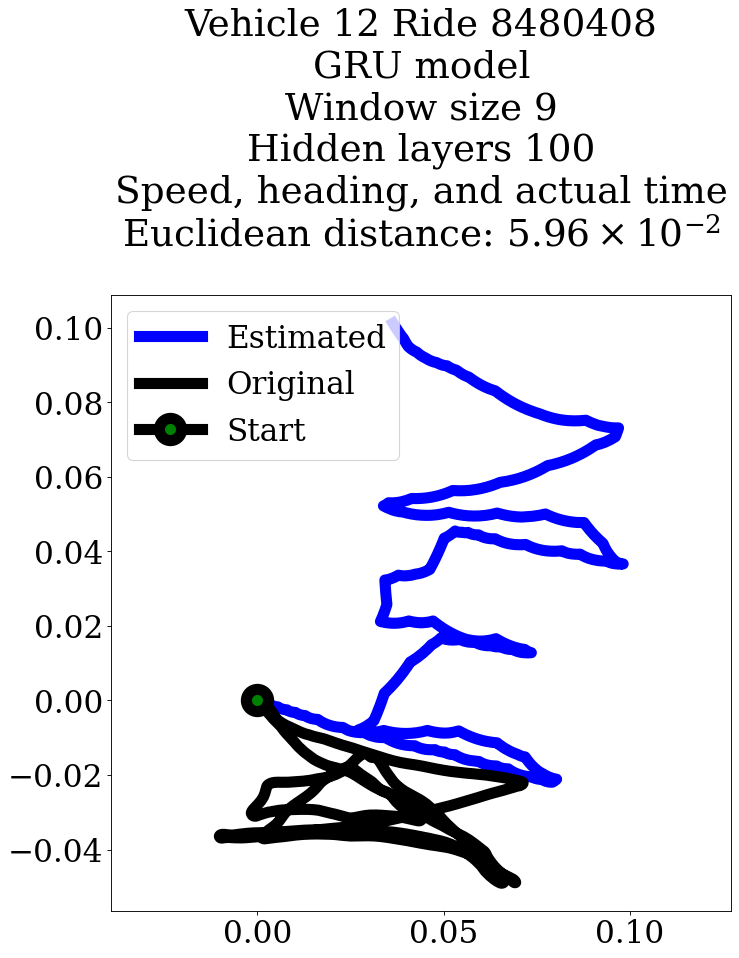 Vehicle 12 Ride 8480408
GRU model
Window size 9
Hidden layers 100
Speed, heading, and actual time
Euclidean distance: 5.96 × 10⁻²
Estimated
Original
Start
0.10
0.08
0.06
0.04
0.02
0.00
−0.02
−0.04
0.00 0.05 0.10